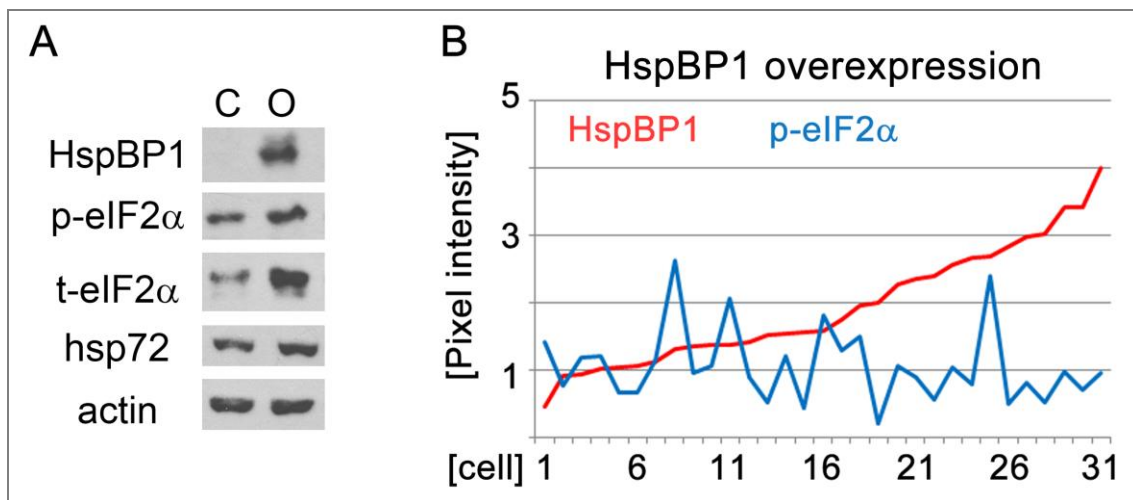 A
C O
HspBP1
p-eIF2α
t-eIF2α
hsp72
actin
B
HspBP1 overexpression
HspBP1 p-eIF2α
[Pixel intensity]
5
3
1
[cell] 1 6 11 16 21 26 31